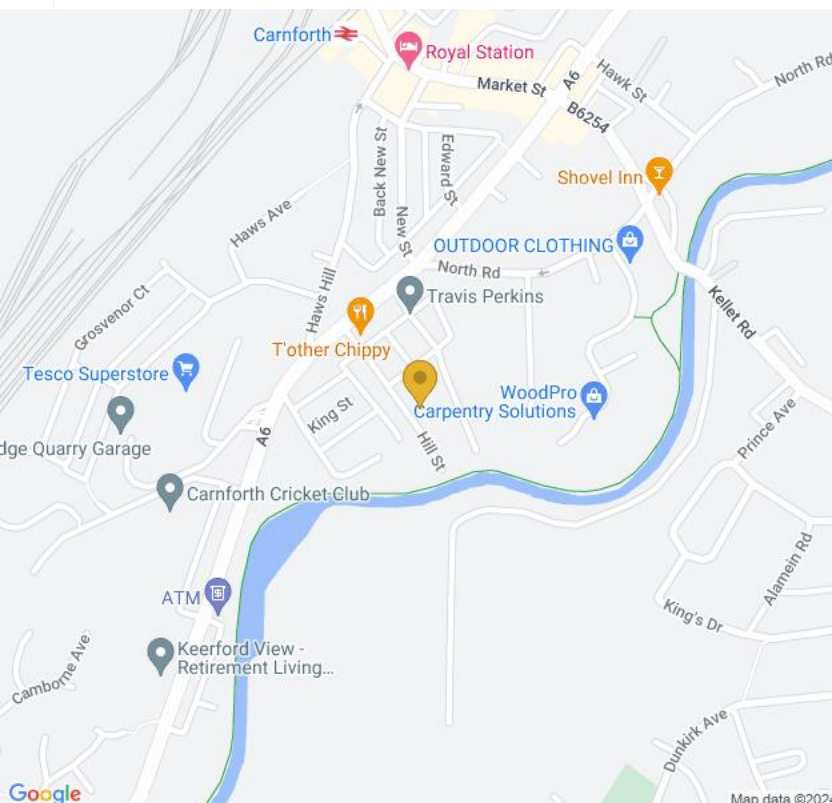 Carnforth
Royal Station
Market St
A6
Hawk St
North Rd
B6254
Shovel Inn
Back New St
Edward St
New St
Haws Ave
OUTDOOR CLOTHING
North Rd
Kellet Rd
Grosvenor Ct
Haws Hill
Travis Perkins
T'other Chippy
Tesco Superstore
WoodPro
Carpentry Solutions
King St
Hill St
A6
dge Quarry Garage
Prince Ave
Carnforth Cricket Club
Alamein Rd
ATM
King's Dr
Keerford View -
Retirement Living...
Camborne Ave
Dunkirk Ave
Google
Map data ©2024